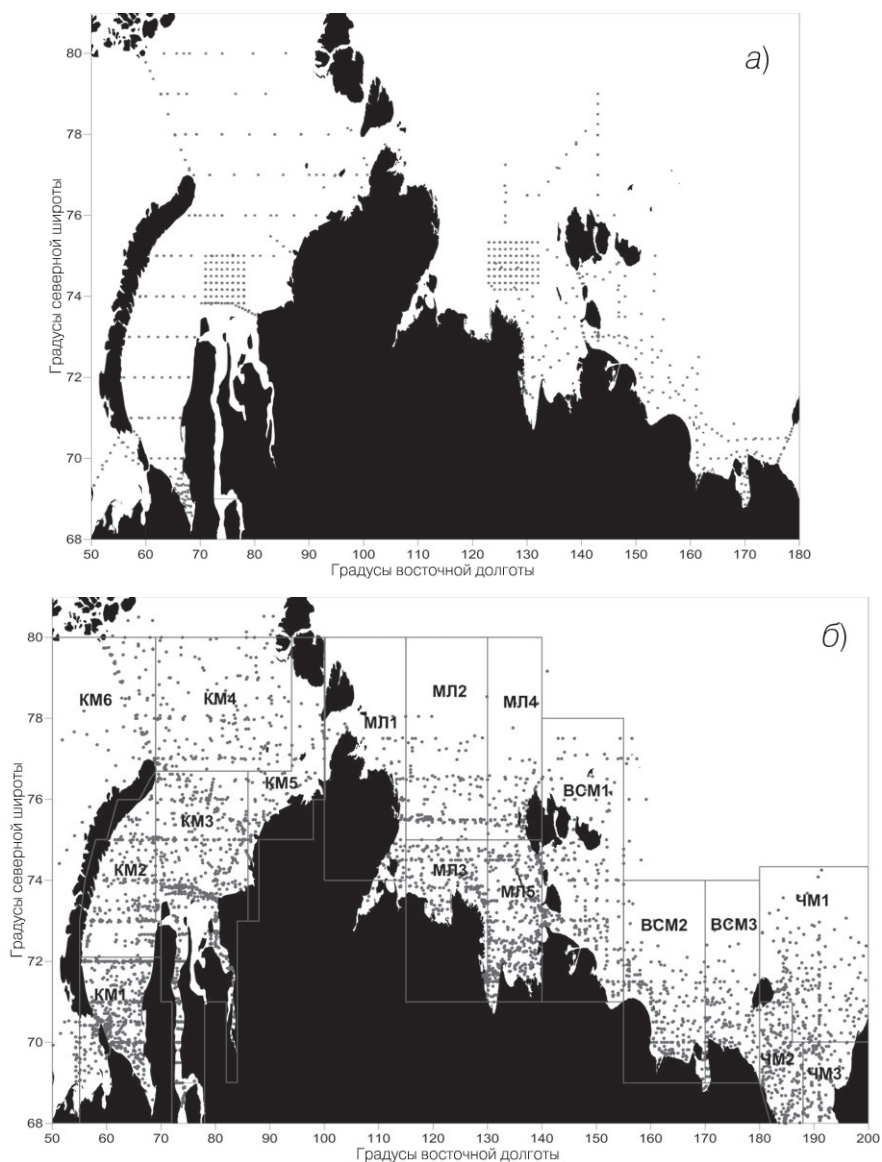 а)
Градусы северной широты
80
78
76
74
72
70
68
50 60 70 80 90 100 110 120 130 140 150 160 170 180
Градусы восточной долготы
б)
Градусы северной широты
80
78
76
74
72
70
68
КМ6 КМ4 МЛ1 МЛ2 МЛ4
КМ5 ВСМ1
КМ3
КМ2 МЛ3 МЛ5
ВСМ2 ВСМ3 ЧМ1
КМ1
ЧМ2 ЧМ3
50 60 70 80 90 100 110 120 130 140 150 160 170 180 190 200
Градусы восточной долготы